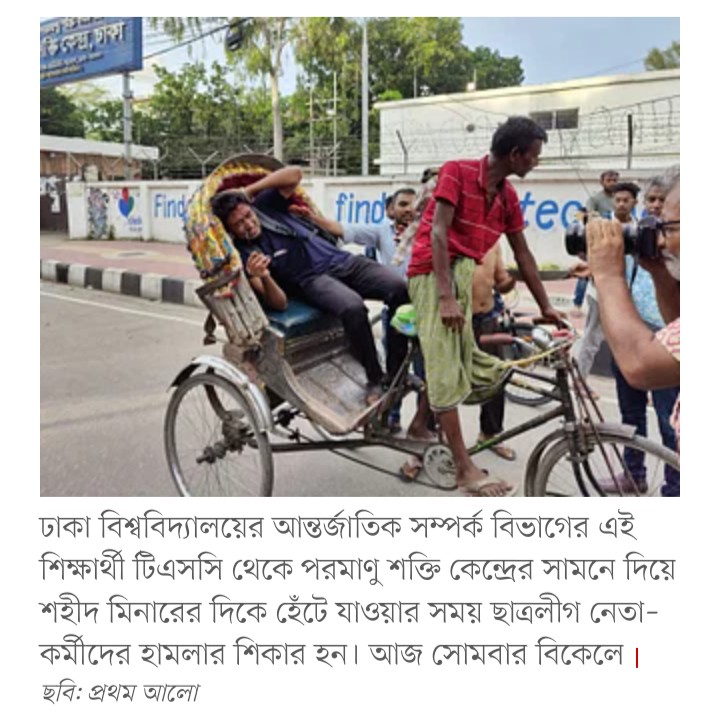 কি কেন্দ্র, ঢাকা
Find
find
tec
ঢাকা বিশ্ববিদ্যালয়ের আন্তর্জাতিক সম্পর্ক বিভাগের এই
শিক্ষার্থী টিএসসি থেকে পরমাণু শক্তি কেন্দ্রের সামনে দিয়ে
শহীদ মিনারের দিকে হেঁটে যাওয়ার সময় ছাত্রলীগ নেতা-
কর্মীদের হামলার শিকার হন। আজ সোমবার বিকেলে।
ছবি: প্রথম আলো